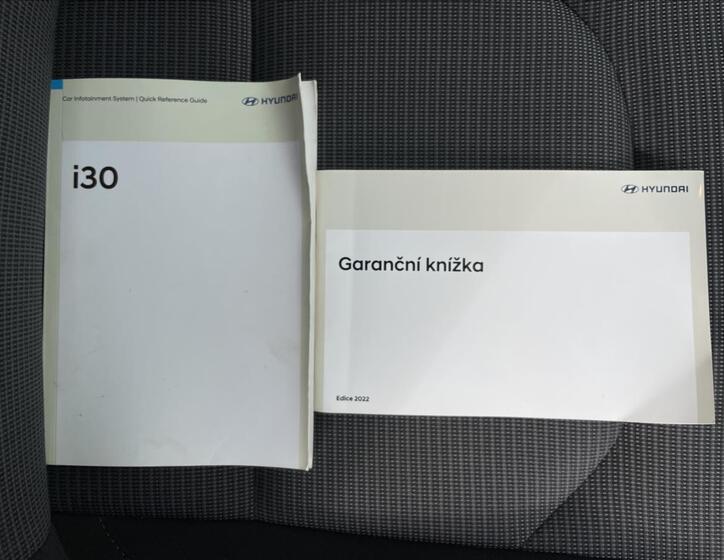 Car Infotainment System | Quick Reference Guide
HYUNDAI
i30
HYUNDAI
Garanční knížka
Edice 2022